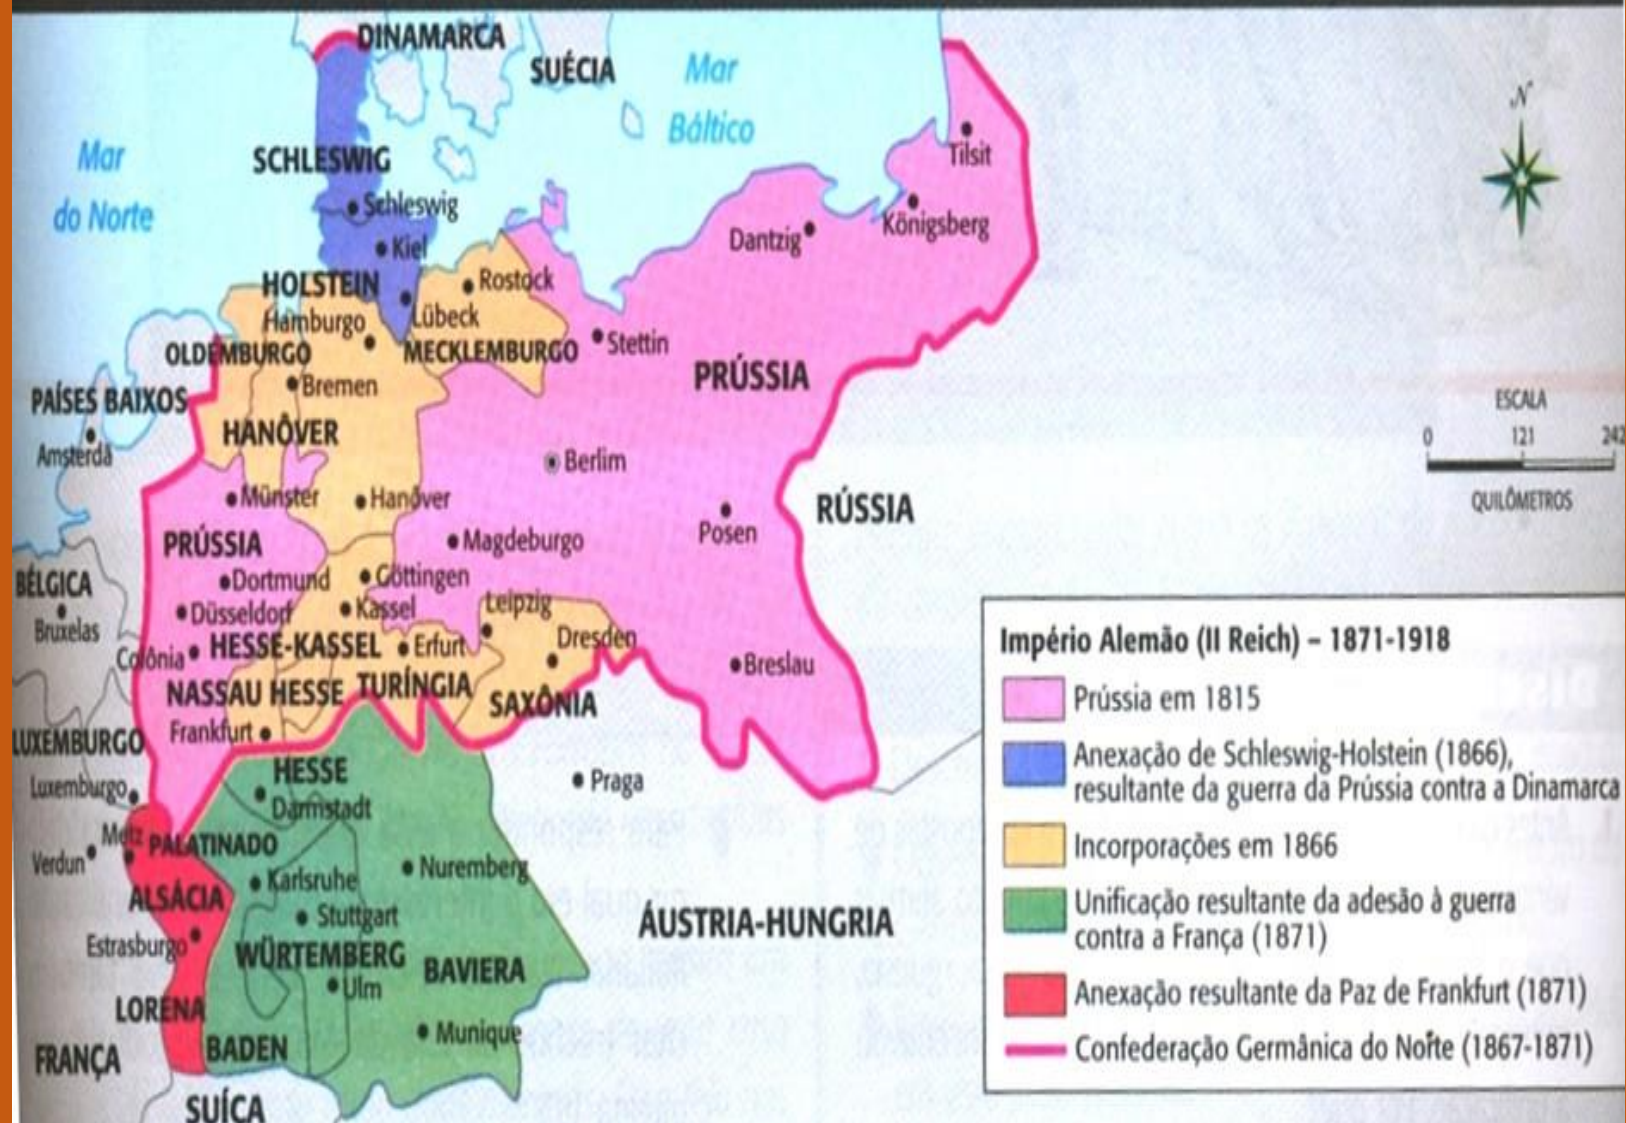 DINAMARCA
SUÉCIA
Mar
Báltico
Mar
do Norte
N
Tilsit
SCHLESWIG
Schleswig
Königsberg
Dantzig
Kiel
HOLSTEIN
Rostock
Hamburgo
Lübeck
OLDEMBURGO
MECKLEMBURGO
Stettin
PRÚSSIA
Bremen
PAÍSES BAIXOS
Amsterdã
HANÔVER
Berlim
ESCALA
0 121 242
QUILÔMETROS
Münster
Hanôver
RÚSSIA
Posen
PRÚSSIA
Magdeburgo
Dortmund
Göttingen
BÉLGICA
Bruxelas
Düsseldorf
Kassel
Leipzig
Colônia
HESSE-KASSEL
Erfurt
Dresden
Breslau
NASSAU HESSE
TURÍNGIA
SAXÔNIA
Frankfurt
LUXEMBURGO
Luxemburgo
HESSE
Darmstadt
Praga
Metz
Verdun
PALATINADO
Karlsruhe
Nuremberg
ALSÁCIA
Stuttgart
Estrasburgo
ÁUSTRIA-HUNGRIA
WÜRTEMBERG
BAVIERA
Ulm
LORENA
Munique
FRANÇA
BADEN
SUÍÇA
Império Alemão (II Reich) – 1871-1918
Prússia em 1815
Anexação de Schleswig-Holstein (1866),
resultante da guerra da Prússia contra a Dinamarca
Incorporações em 1866
Unificação resultante da adesão à guerra
contra a França (1871)
Anexação resultante da Paz de Frankfurt (1871)
Confederação Germânica do Norte (1867-1871)